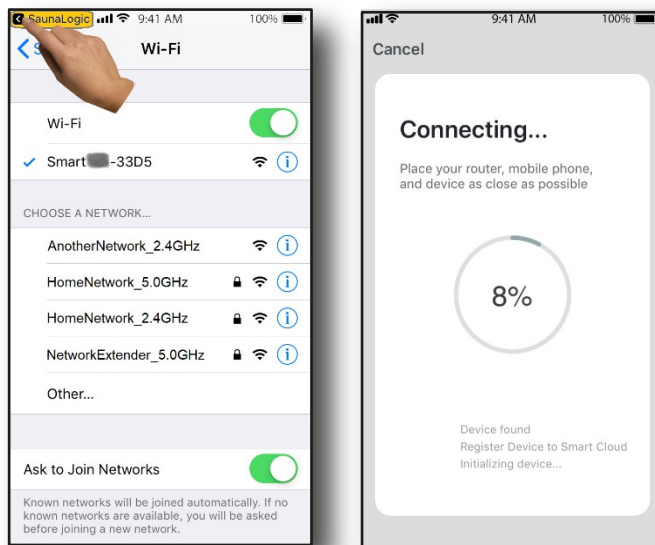 SaunaLogic 9:41 AM 100%
Wi-Fi
Wi-Fi
Smart -33D5
CHOOSE A NETWORK...
AnotherNetwork_2.4GHz
HomeNetwork_5.0GHz
HomeNetwork_2.4GHz
NetworkExtender_5.0GHz
Other...
Ask to Join Networks
Known networks will be joined automatically. If no
known networks are available, you will be asked
before joining a new network.
9:41 AM 100%
Cancel
Connecting...
Place your router, mobile phone,
and device as close as possible
8%
Device found
Register Device to Smart Cloud
Initializing device...